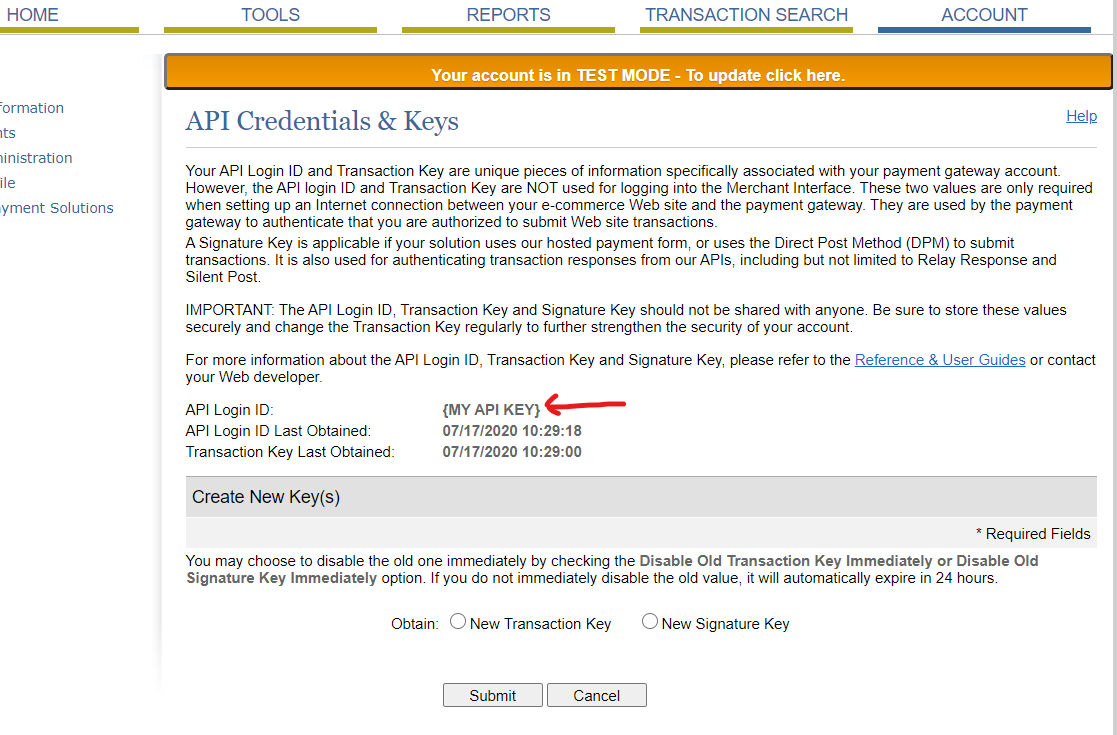 HOME TOOLS REPORTS TRANSACTION SEARCH ACCOUNT
Your account is in TEST MODE - To update click here.
formation
nts
ninistration
ile
yment Solutions
API Credentials & Keys
Help
Your API Login ID and Transaction Key are unique pieces of information specifically associated with your payment gateway account.
However, the API login ID and Transaction Key are NOT used for logging into the Merchant Interface. These two values are only required
when setting up an Internet connection between your e-commerce Web site and the payment gateway. They are used by the payment
gateway to authenticate that you are authorized to submit Web site transactions.
A Signature Key is applicable if your solution uses our hosted payment form, or uses the Direct Post Method (DPM) to submit
transactions. It is also used for authenticating transaction responses from our APIs, including but not limited to Relay Response and
Silent Post.
IMPORTANT: The API Login ID, Transaction Key and Signature Key should not be shared with anyone. Be sure to store these values
securely and change the Transaction Key regularly to further strengthen the security of your account.
For more information about the API Login ID, Transaction Key and Signature Key, please refer to the Reference & User Guides or contact
your Web developer.
API Login ID: {MY API KEY}
API Login ID Last Obtained: 07/17/2020 10:29:18
Transaction Key Last Obtained: 07/17/2020 10:29:00
Create New Key(s)
* Required Fields
You may choose to disable the old one immediately by checking the Disable Old Transaction Key Immediately or Disable Old
Signature Key Immediately option. If you do not immediately disable the old value, it will automatically expire in 24 hours.
Obtain: New Transaction Key New Signature Key
Submit Cancel